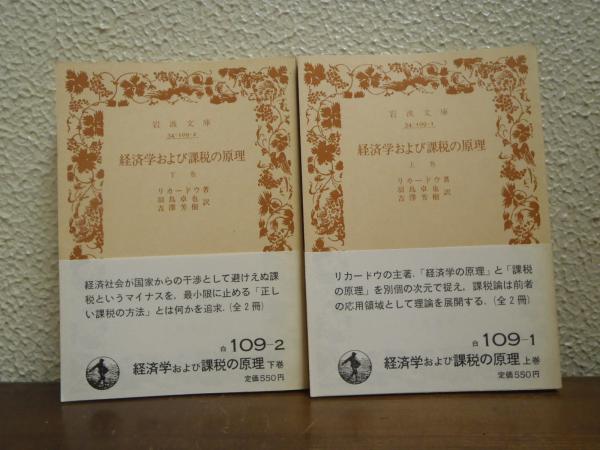 岩波文庫
34-109-2
経済学および課税の原理
下巻
リカードウ著
羽鳥卓也
吉澤芳樹訳
経済社会が国家からの干渉として避けえぬ課
税というマイナスを,最小限に止める「正し
い課税の方法」とは何かを追求.(全2冊)
白109-2
経済学および課税の原理 下巻
定価550円
岩波文庫
34-109-1
経済学および課税の原理
上巻
リカードウ著
羽鳥卓也
吉澤芳樹訳
リカードウの主著.「経済学の原理」と「課税
の原理」を別個の次元で捉え,課税論は前者
の応用領域として理論を展開する.(全2冊)
白109-1
経済学および課税の原理 上巻
定価550円